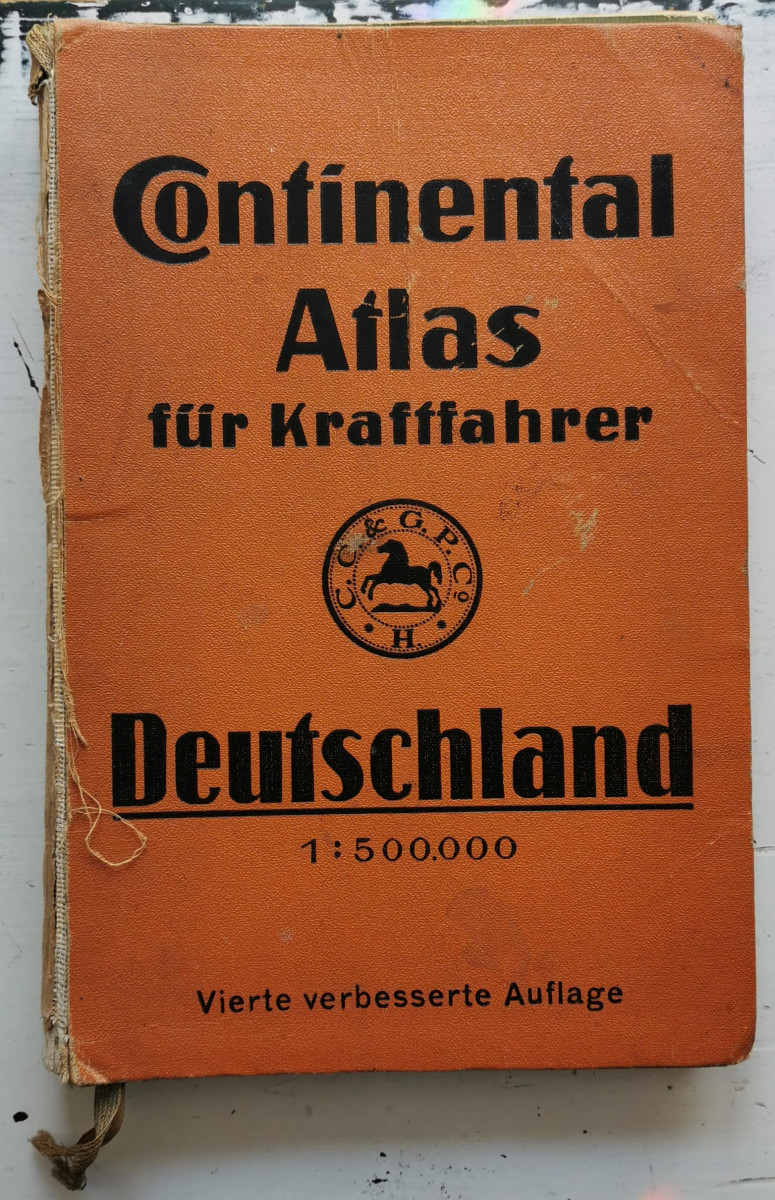 Continental
Atlas
für Kraftfahrer
C. C. & G. P. Co
H.
Deutschland
1:500.000
Vierte verbesserte Auflage